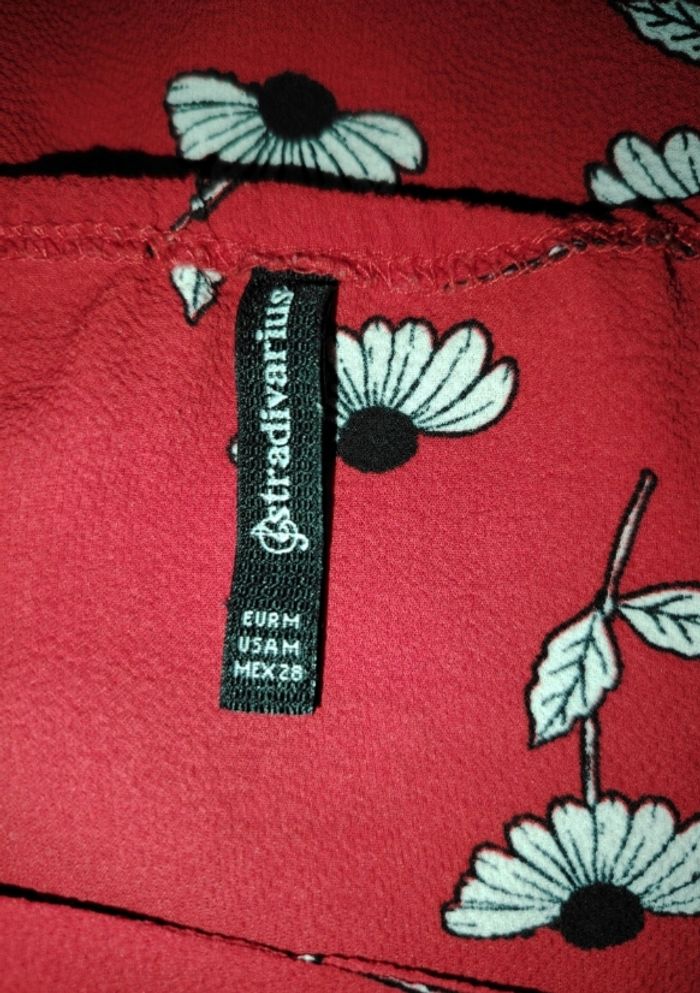 stradivarius
EUR M
USA M
MEX 28